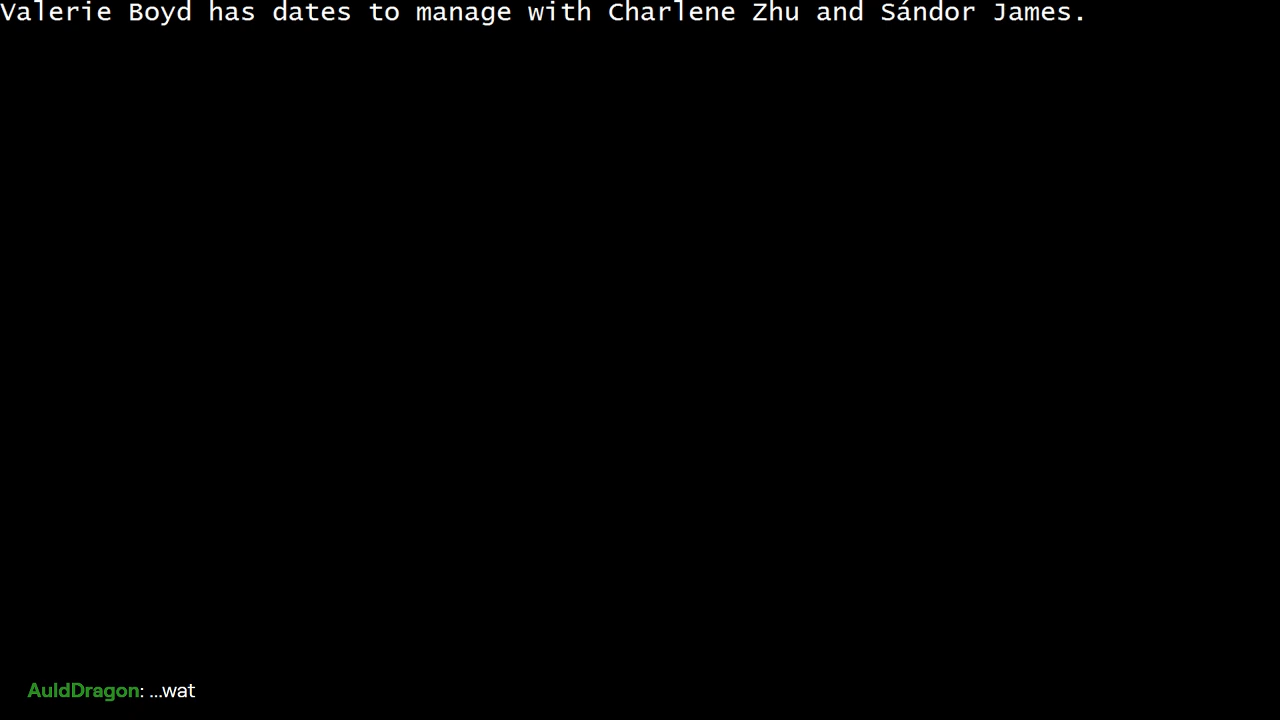 Valerie Boyd has dates to manage with Charlene Zhu and Sándor James.
AuldDragon: ...wat